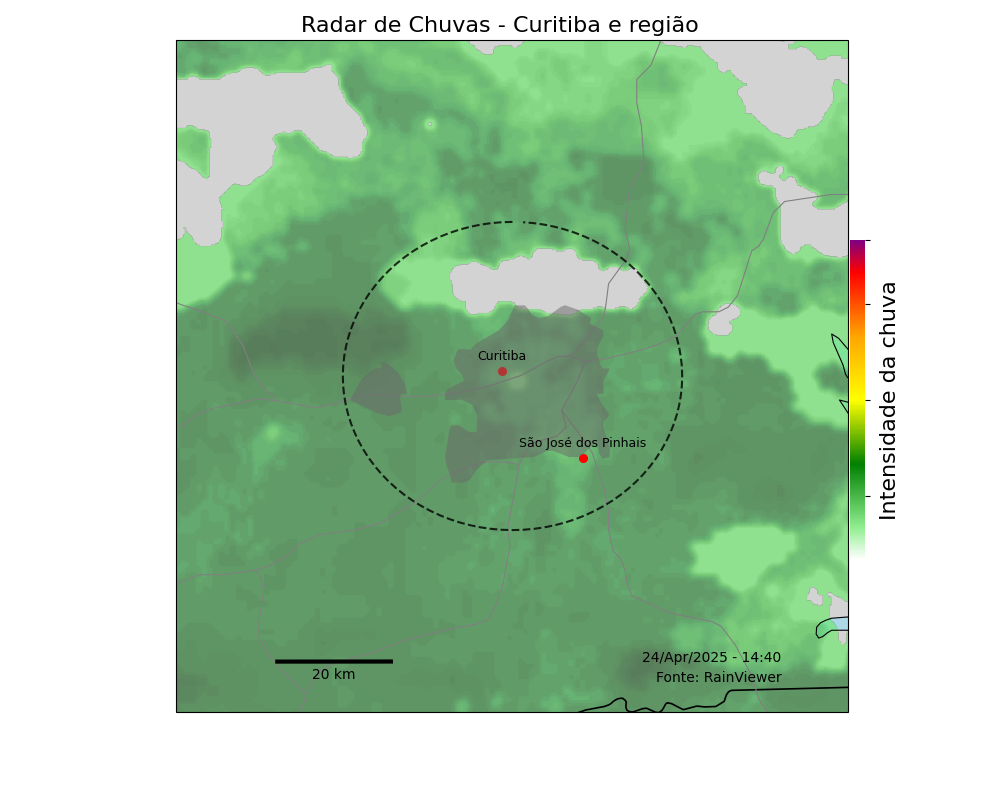 Radar de Chuvas - Curitiba e região
Curitiba
São José dos Pinhais
Intensidade da chuva
24/Apr/2025 - 14:40
20 km
Fonte: RainViewer